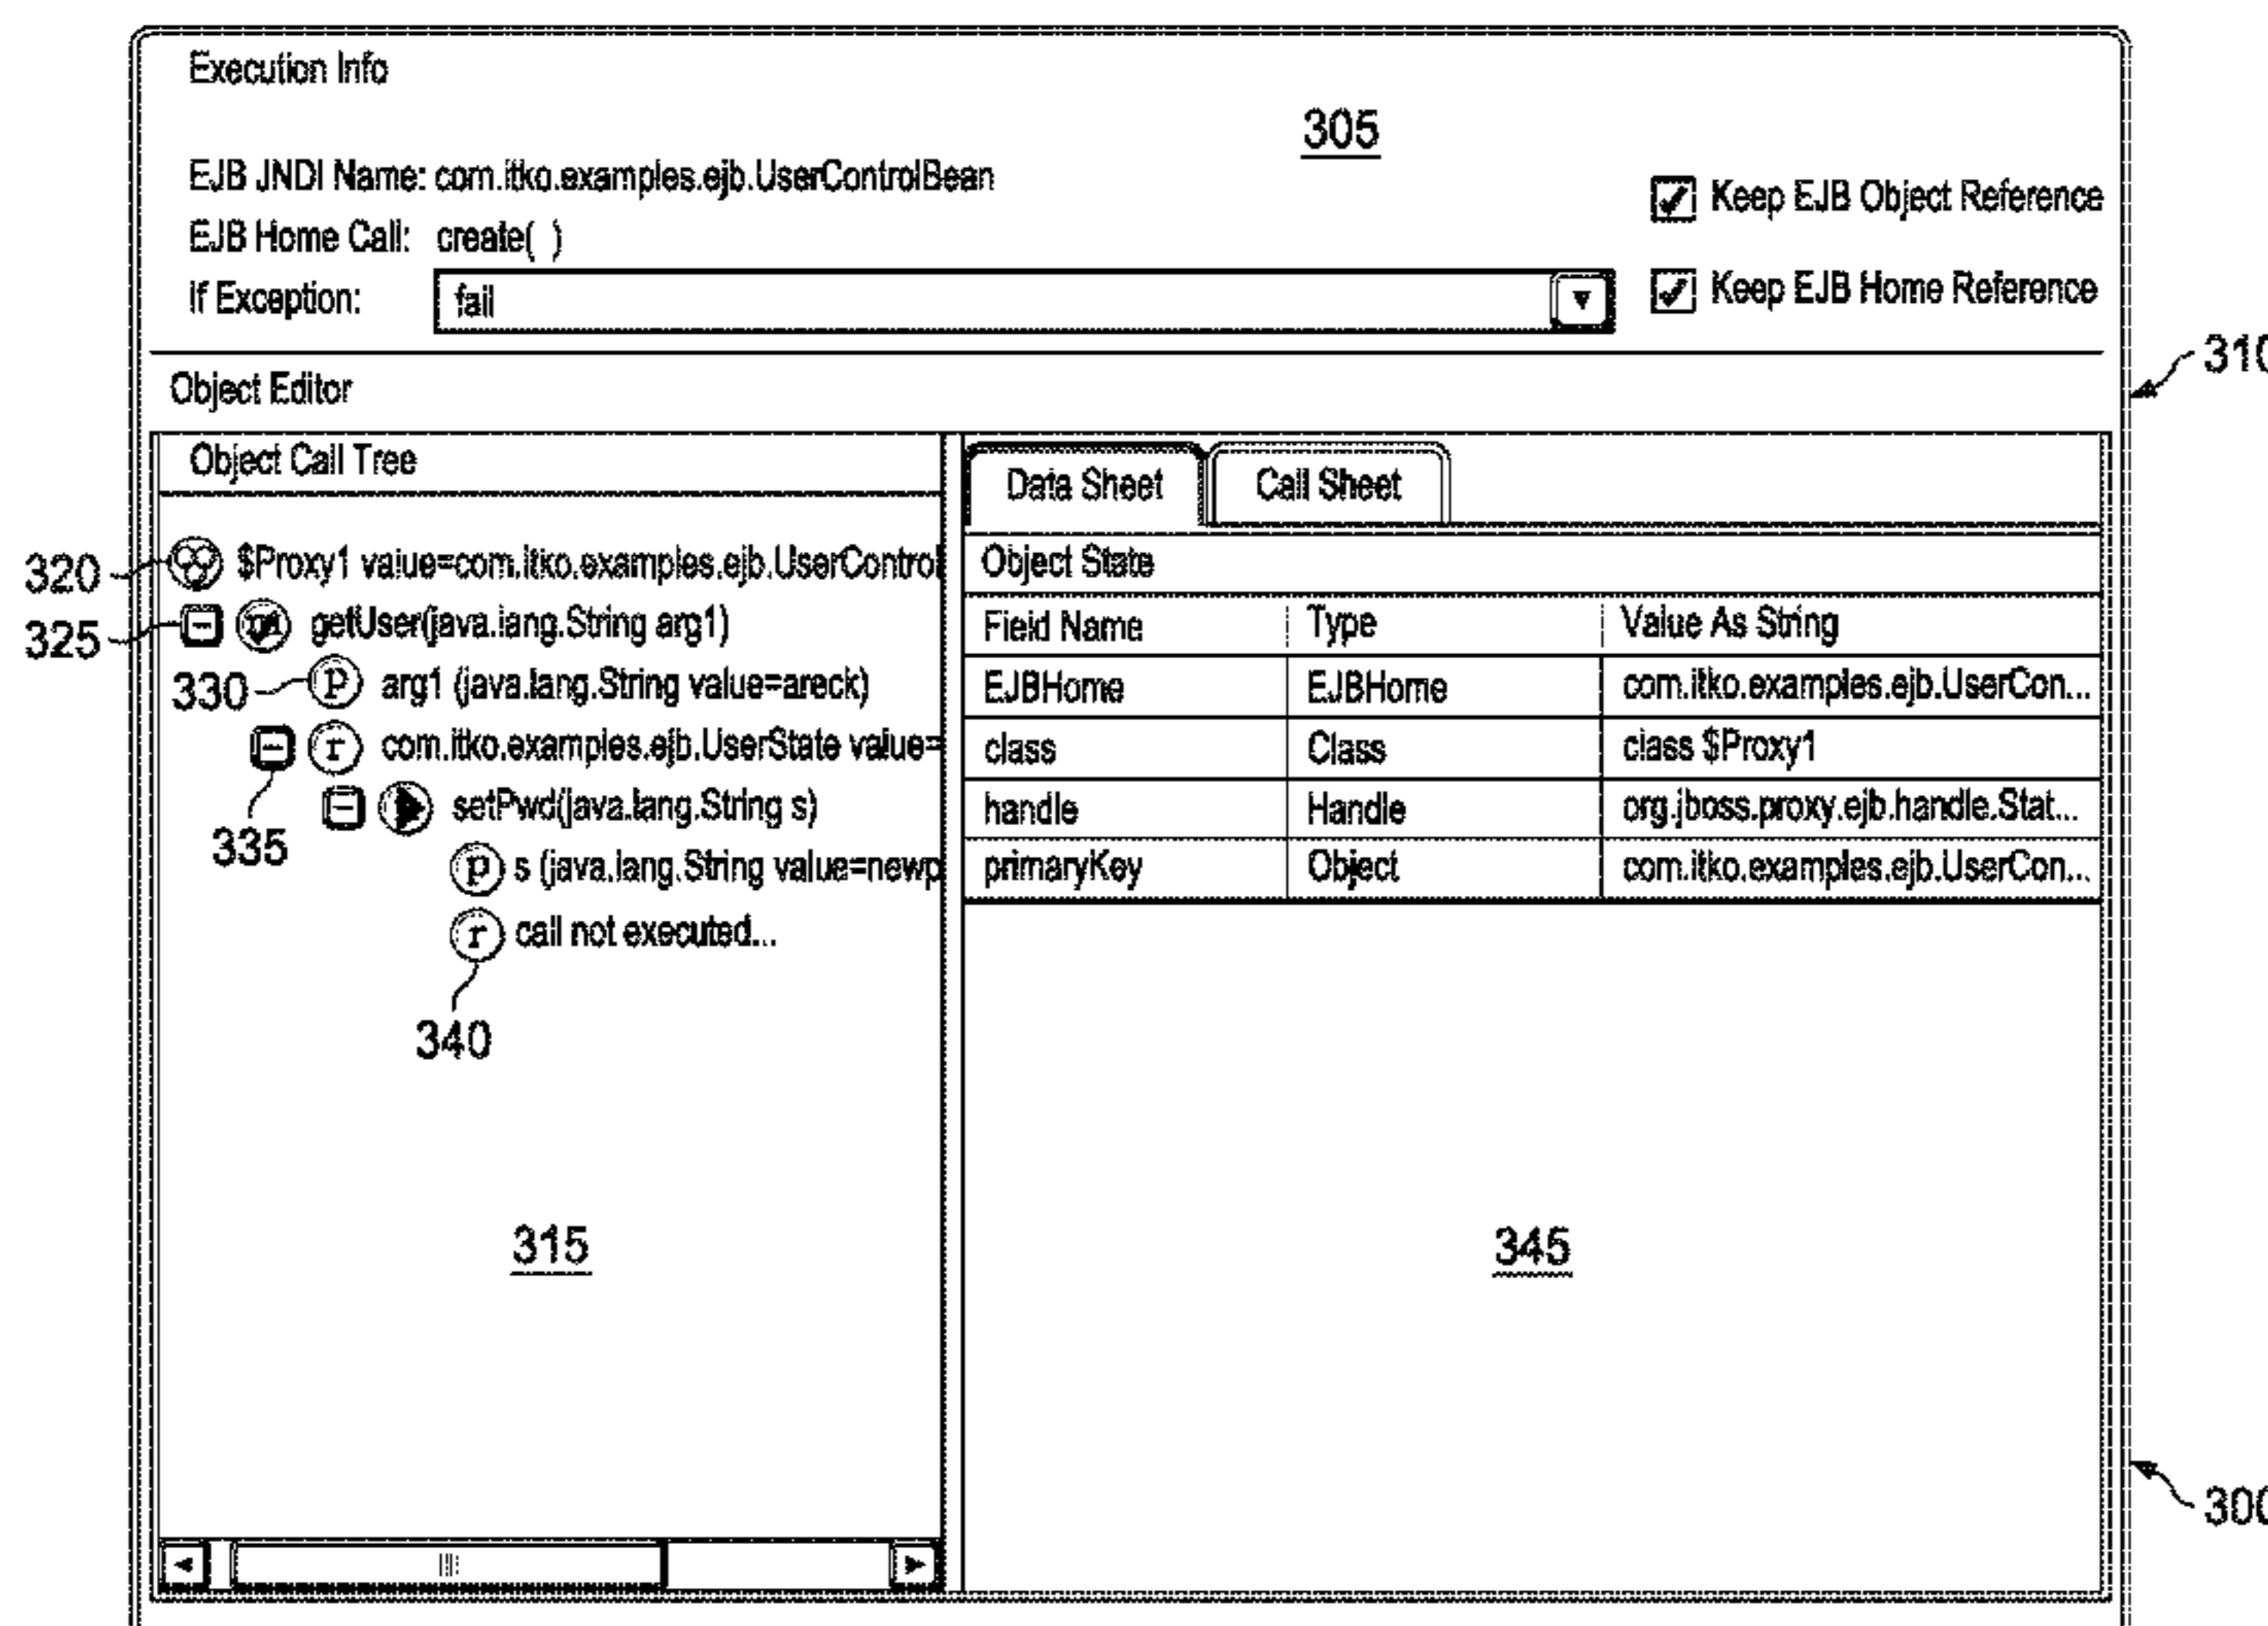 Execution Info
305
EJB JNDI Name: com.itko.examples.ejb.UserControlBean
Keep EJB Object Reference
EJB Home Call: create( )
If Exception: fail
Keep EJB Home Reference
310
Object Editor
Object Call Tree
Data Sheet Call Sheet
320 $Proxy1 value=com.itko.examples.ejb.UserControl
Object State
325 getUser(java.lang.String arg1)
Field Name Type Value As String
330 p arg1 (java.lang.String value=areck)
EJBHome EJBHome com.itko.examples.ejb.UserCon...
r com.itko.examples.ejb.UserState value=
class Class class $Proxy1
335
setPwd(java.lang.String s)
handle Handle org.jboss.proxy.ejb.handle.Stat...
p s (java.lang.String value=newp
primaryKey Object com.itko.examples.ejb.UserCon...
r call not executed...
340
315
345
300